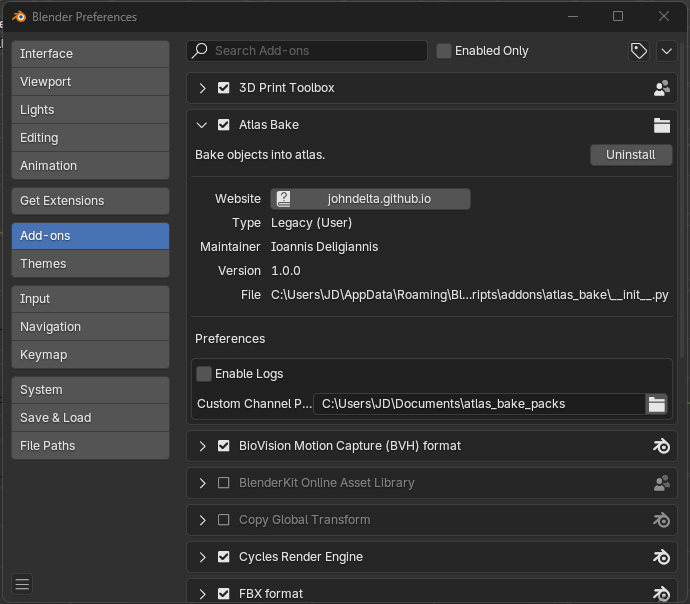 Blender Preferences
Interface
Viewport
Lights
Editing
Animation
Get Extensions
Add-ons
Themes
Input
Navigation
Keymap
System
Save & Load
File Paths
Search Add-ons
Enabled Only
3D Print Toolbox
Atlas Bake
Bake objects into atlas.
Uninstall
Website johndelta.github.io
Type Legacy (User)
Maintainer Ioannis Deligiannis
Version 1.0.0
File C:\Users\JD\AppData\Roaming\Bl...ripts\addons\atlas_bake\__init__.py
Preferences
Enable Logs
Custom Channel P... C:\Users\JD\Documents\atlas_bake_packs
BioVision Motion Capture (BVH) format
BlenderKit Online Asset Library
Copy Global Transform
Cycles Render Engine
FBX format